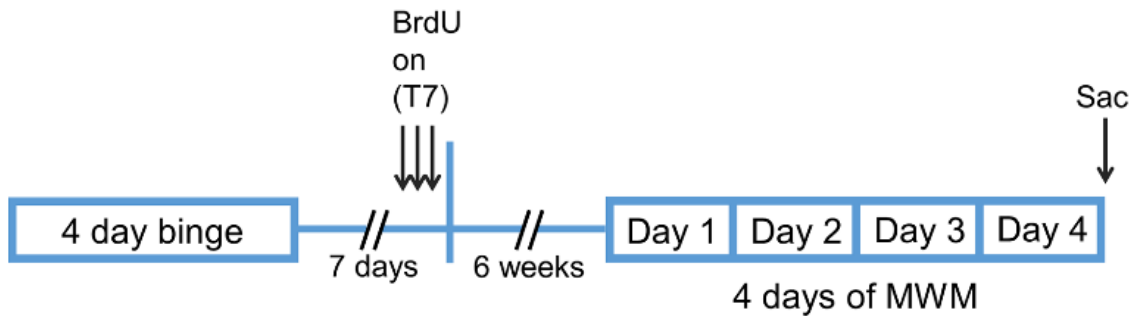 BrdU
on
(T7)
Sac
4 day binge
Day 1 Day 2 Day 3 Day 4
7 days
6 weeks
4 days of MWM